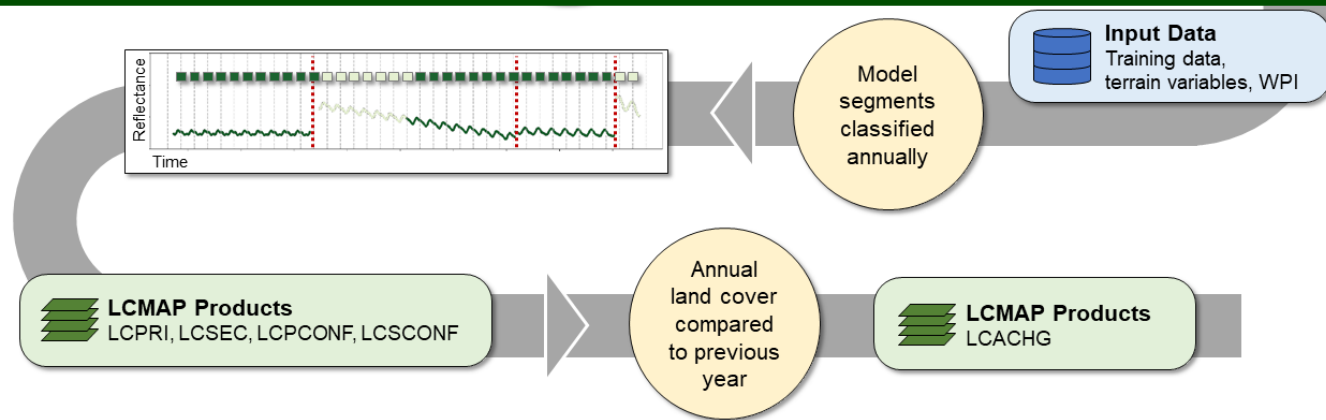 Input Data
Training data,
terrain variables, WPI
Model
segments
classified
annually
Reflectance
Time
LCMAP Products
LCPRI, LCSEC, LCPCONF, LCSCONF
Annual
land cover
compared
to previous
year
LCMAP Products
LCACHG